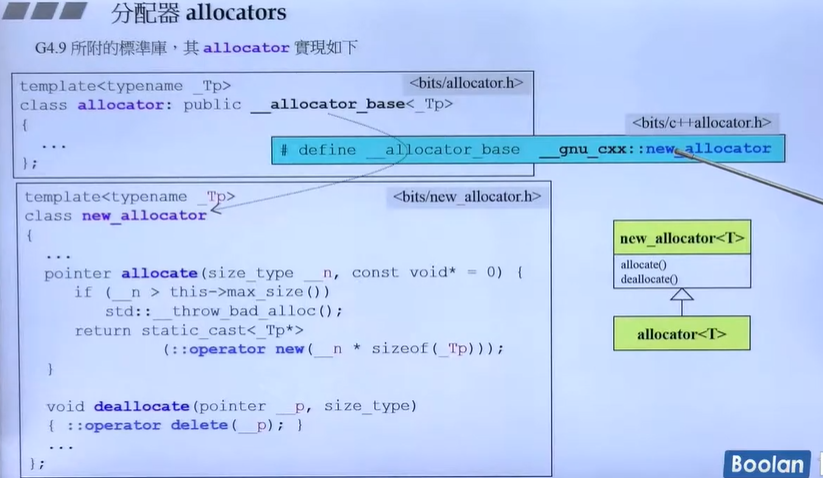 分配器 allocators
G4.9 所附的標準庫，其 allocator 實現如下
<bits/allocator.h>
template<typename _Tp>
class allocator: public __allocator_base<_Tp>
{
...
};
<bits/c++allocator.h>
# define __allocator_base __gnu_cxx::new_allocator
<bits/new_allocator.h>
template<typename _Tp>
class new_allocator
{
...
pointer allocate(size_type __n, const void* = 0) {
if (__n > this->max_size())
std::__throw_bad_alloc();
return static_cast<_Tp*>
(::operator new(__n * sizeof(_Tp)));
}
void deallocate(pointer __p, size_type)
{ ::operator delete(__p); }
...
};
new_allocator<T>
allocate()
deallocate()
allocator<T>
Boolan